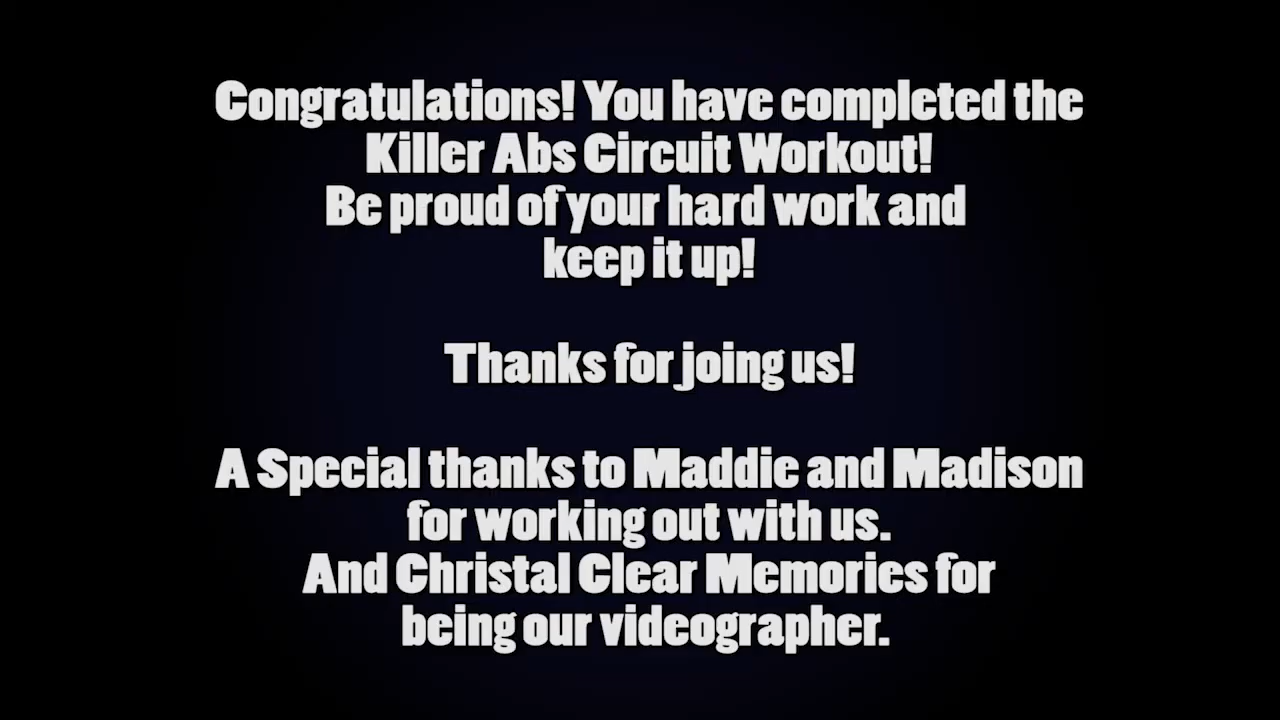 Congratulations! You have completed the
Killer Abs Circuit Workout!
Be proud of your hard work and
keep it up!
Thanks for joing us!
A Special thanks to Maddie and Madison
for working out with us.
And Christal Clear Memories for
being our videographer.